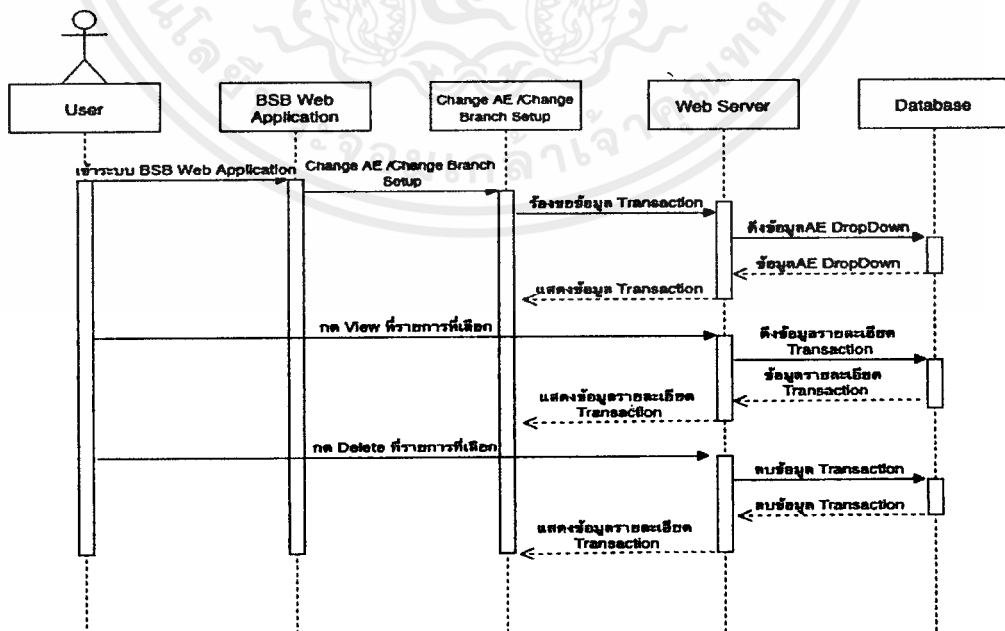 User
BSB Web
Application
Change AE /Change
Branch Setup
Web Server
Database
เข้าระบบ BSB Web Application
Change AE /Change Branch
Setup
ร้องขอข้อมูล Transaction
ดึงข้อมูลAE DropDown
ข้อมูลAE DropDown
แสดงข้อมูล Transaction
กด View ที่รายการที่เลือก
ดึงข้อมูลรายละเอียด
Transaction
ข้อมูลรายละเอียด
Transaction
แสดงข้อมูลรายละเอียด
Transaction
กด Delete ที่รายการที่เลือก
ลบข้อมูล Transaction
ลบข้อมูล Transaction
แสดงข้อมูลรายละเอียด
Transaction